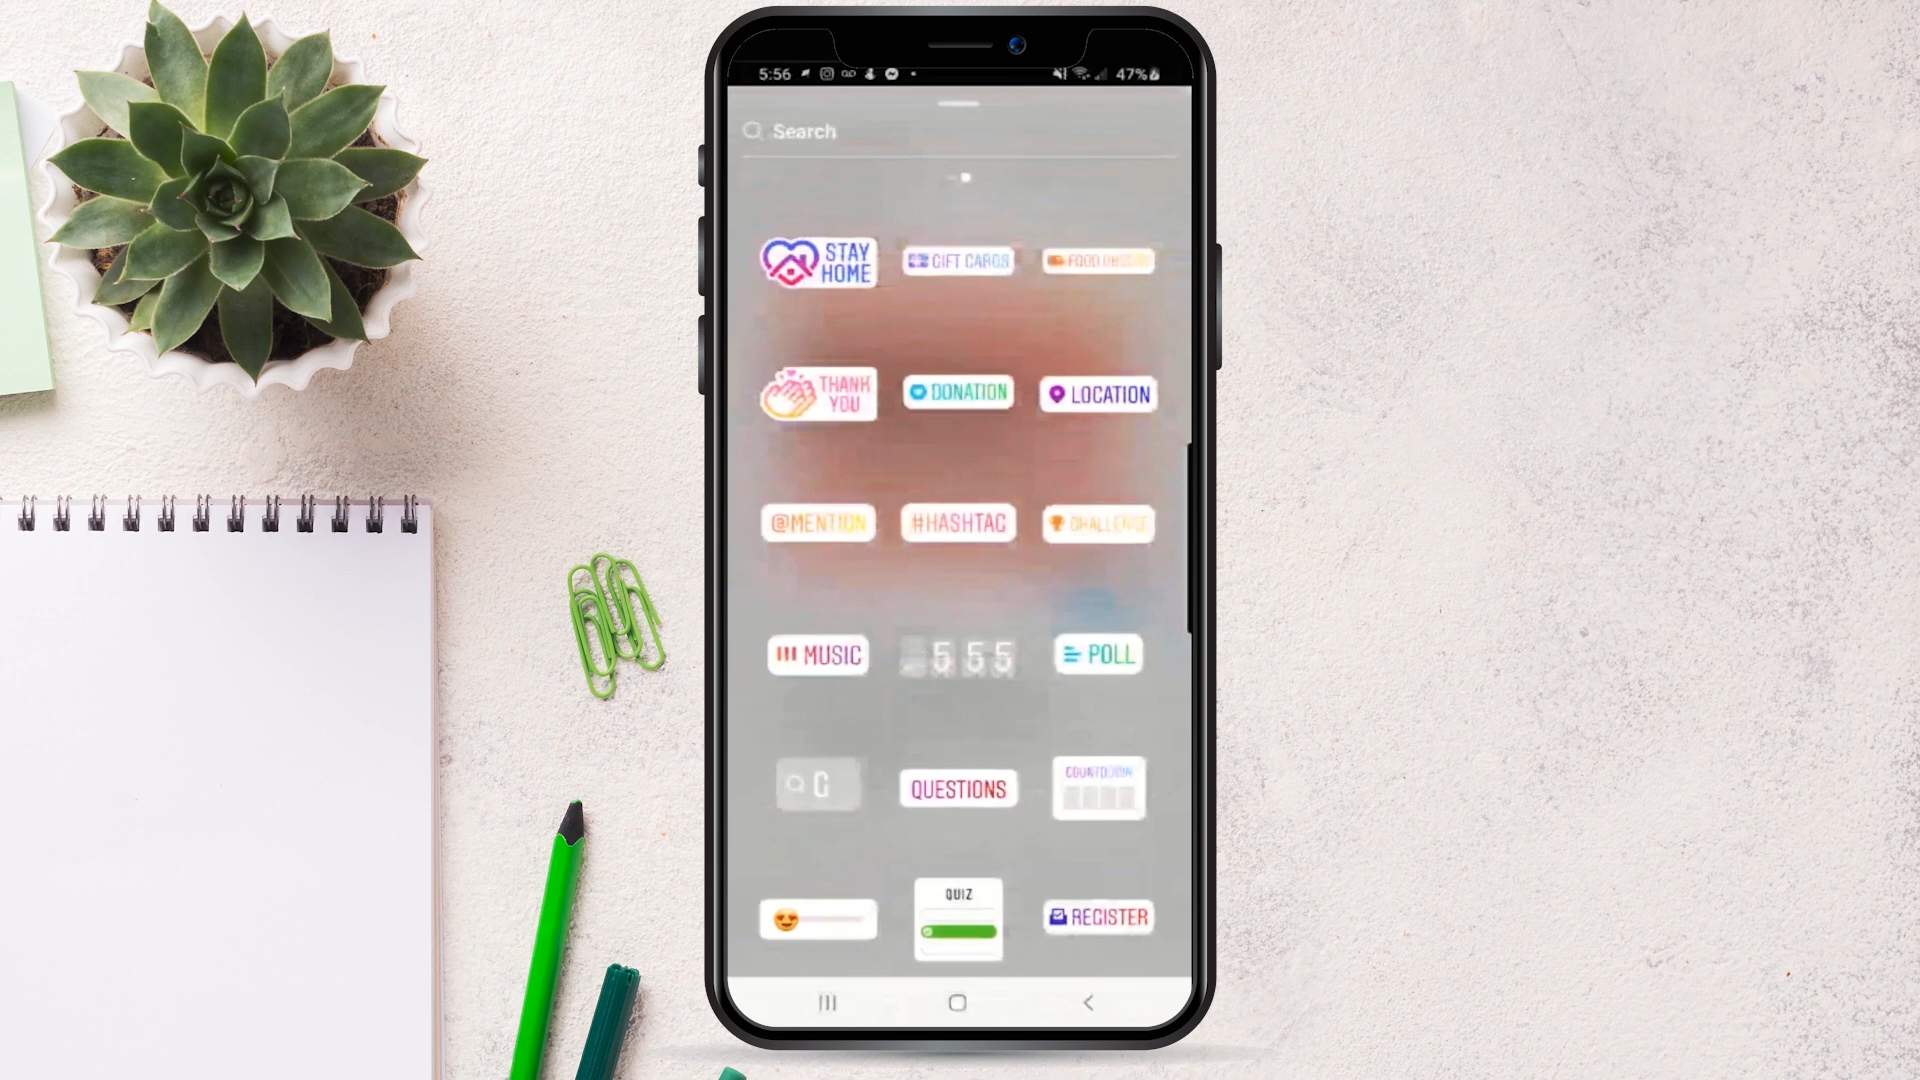 5:56
47%
Search
STAY
HOME
GIFT CARDS
FOOD
THANK
YOU
DONATION
LOCATION
@MENTION
#HASHTAG
CHALLENGE
MUSIC
5 5 5
POLL
G
QUESTIONS
COUNTDOWN
QUIZ
REGISTER